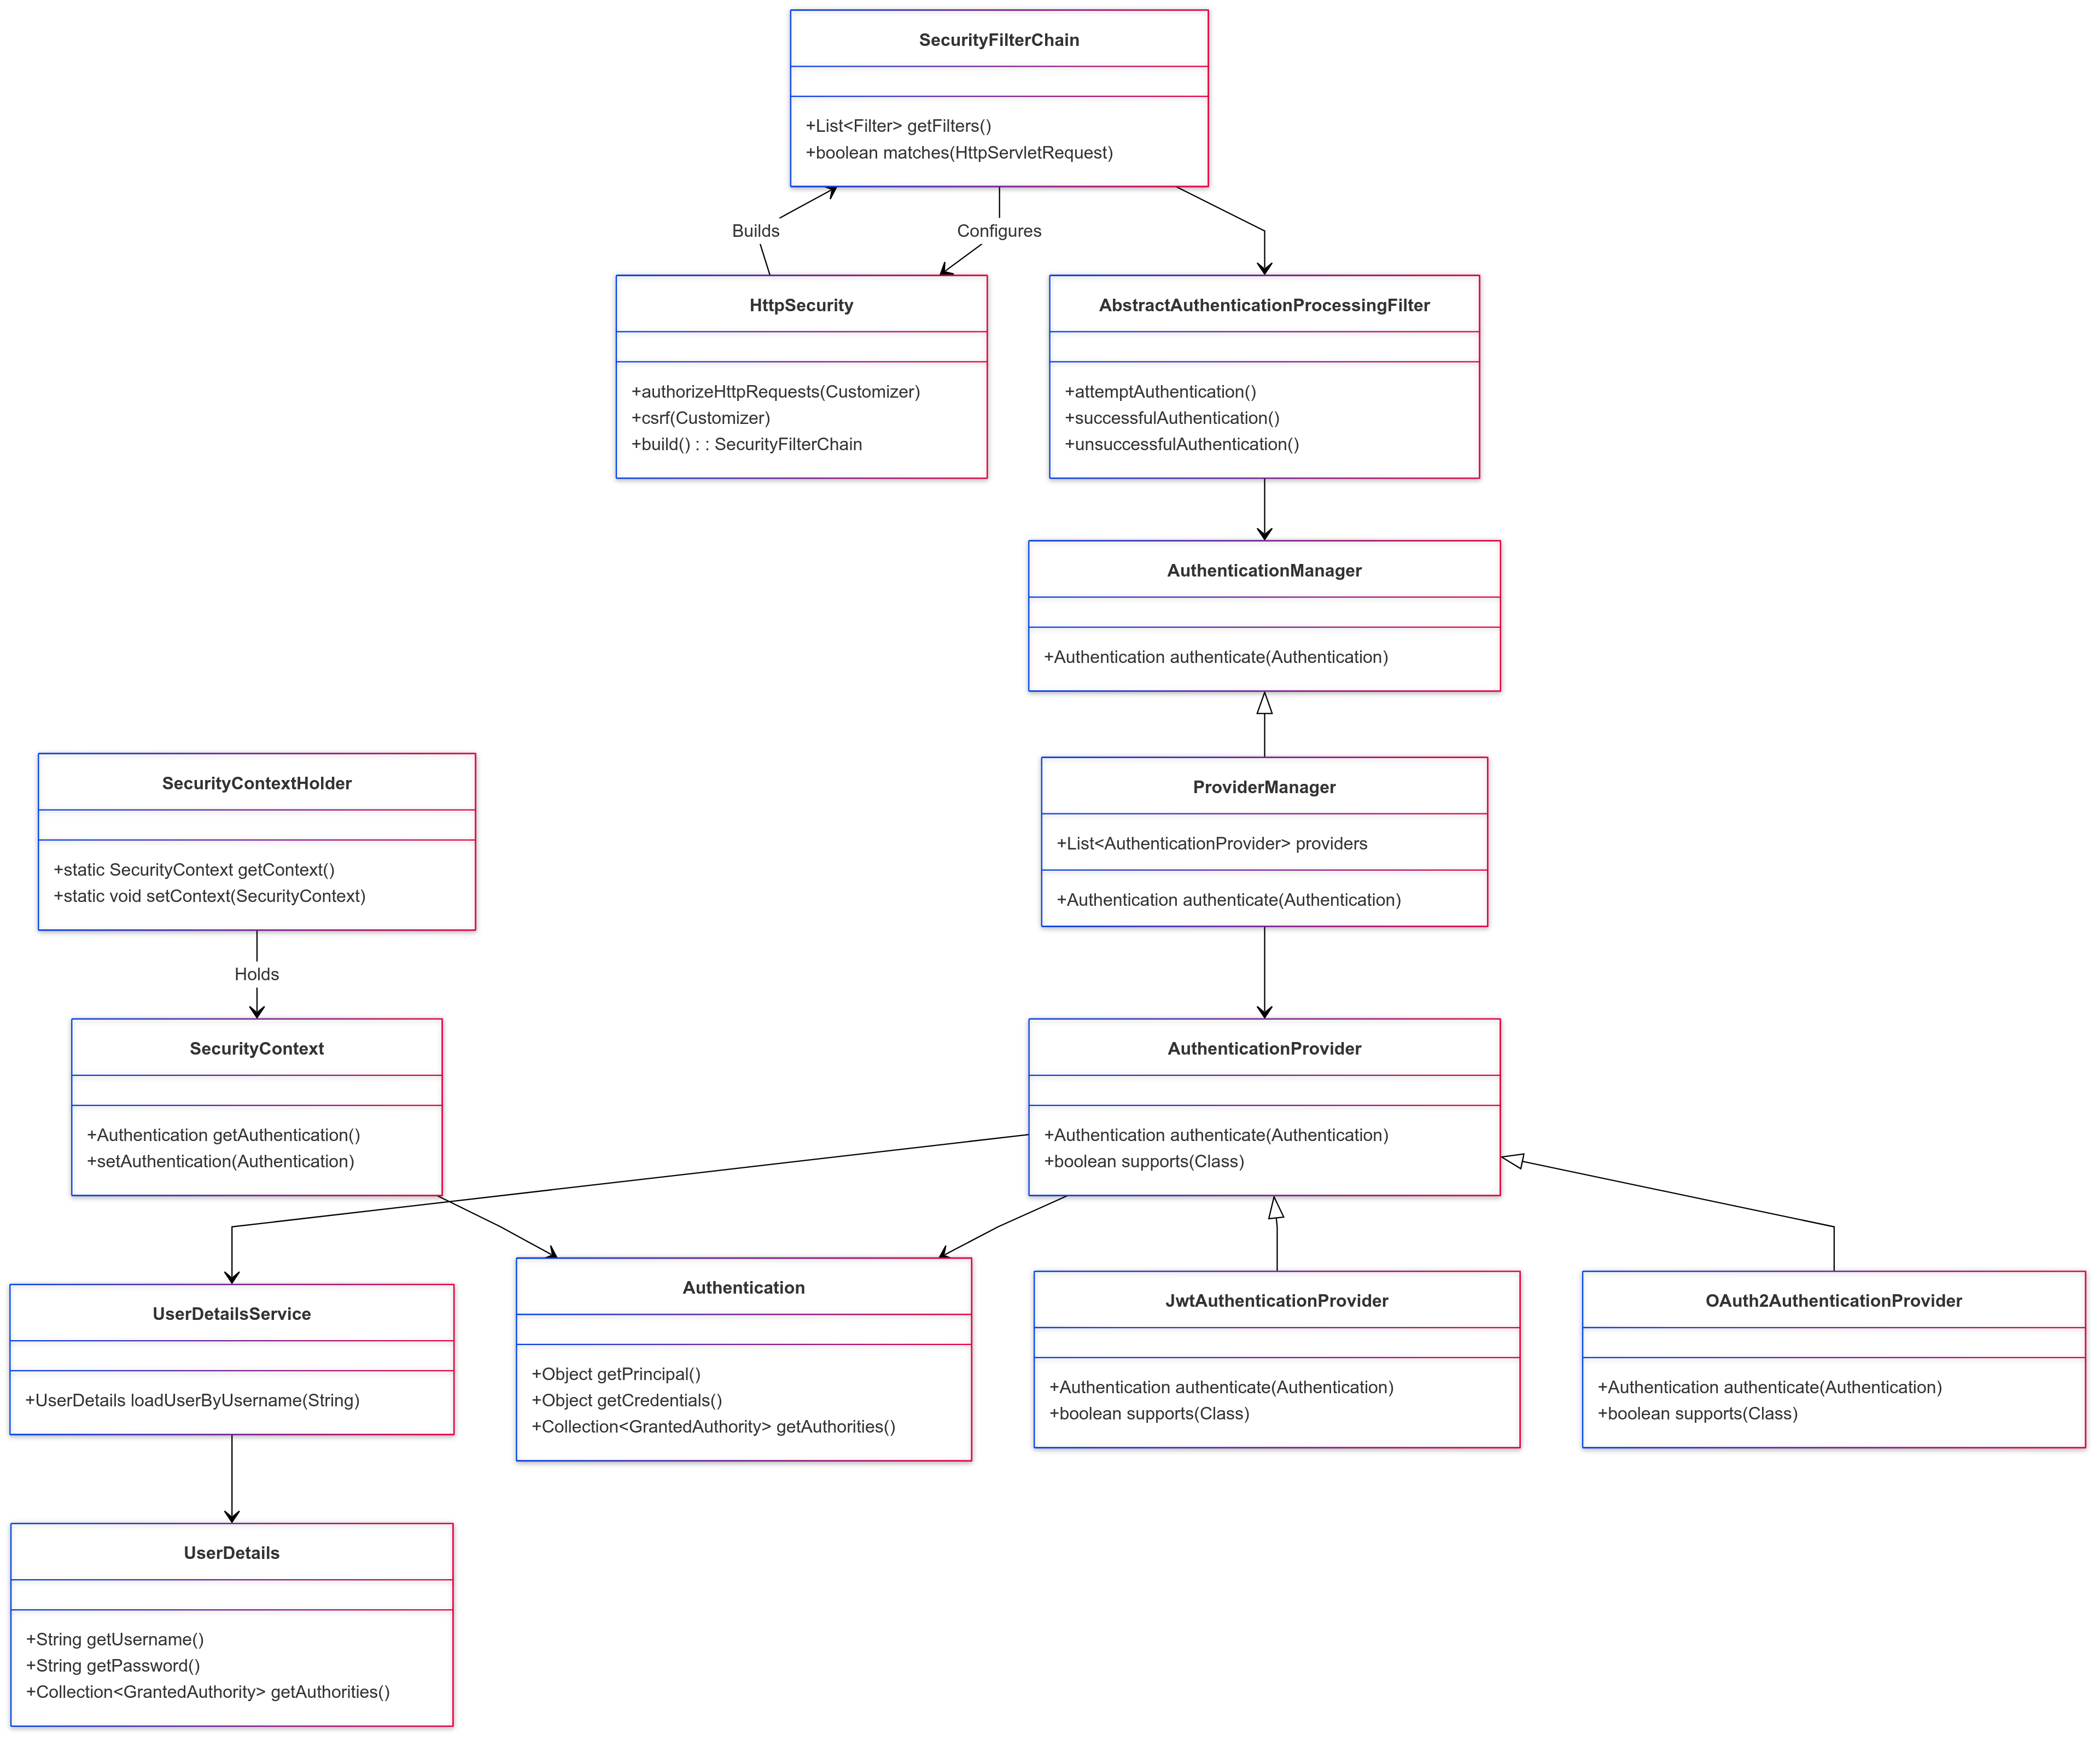 SecurityFilterChain
+List<Filter> getFilters()
+boolean matches(HttpServletRequest)
Builds
Configures
HttpSecurity
+authorizeHttpRequests(Customizer)
+csrf(Customizer)
+build() : : SecurityFilterChain
AbstractAuthenticationProcessingFilter
+attemptAuthentication()
+successfulAuthentication()
+unsuccessfulAuthentication()
AuthenticationManager
+Authentication authenticate(Authentication)
SecurityContextHolder
+static SecurityContext getContext()
+static void setContext(SecurityContext)
ProviderManager
+List<AuthenticationProvider> providers
+Authentication authenticate(Authentication)
Holds
SecurityContext
+Authentication getAuthentication()
+setAuthentication(Authentication)
AuthenticationProvider
+Authentication authenticate(Authentication)
+boolean supports(Class)
UserDetailsService
+UserDetails loadUserByUsername(String)
Authentication
+Object getPrincipal()
+Object getCredentials()
+Collection<GrantedAuthority> getAuthorities()
JwtAuthenticationProvider
+Authentication authenticate(Authentication)
+boolean supports(Class)
OAuth2AuthenticationProvider
+Authentication authenticate(Authentication)
+boolean supports(Class)
UserDetails
+String getUsername()
+String getPassword()
+Collection<GrantedAuthority> getAuthorities()